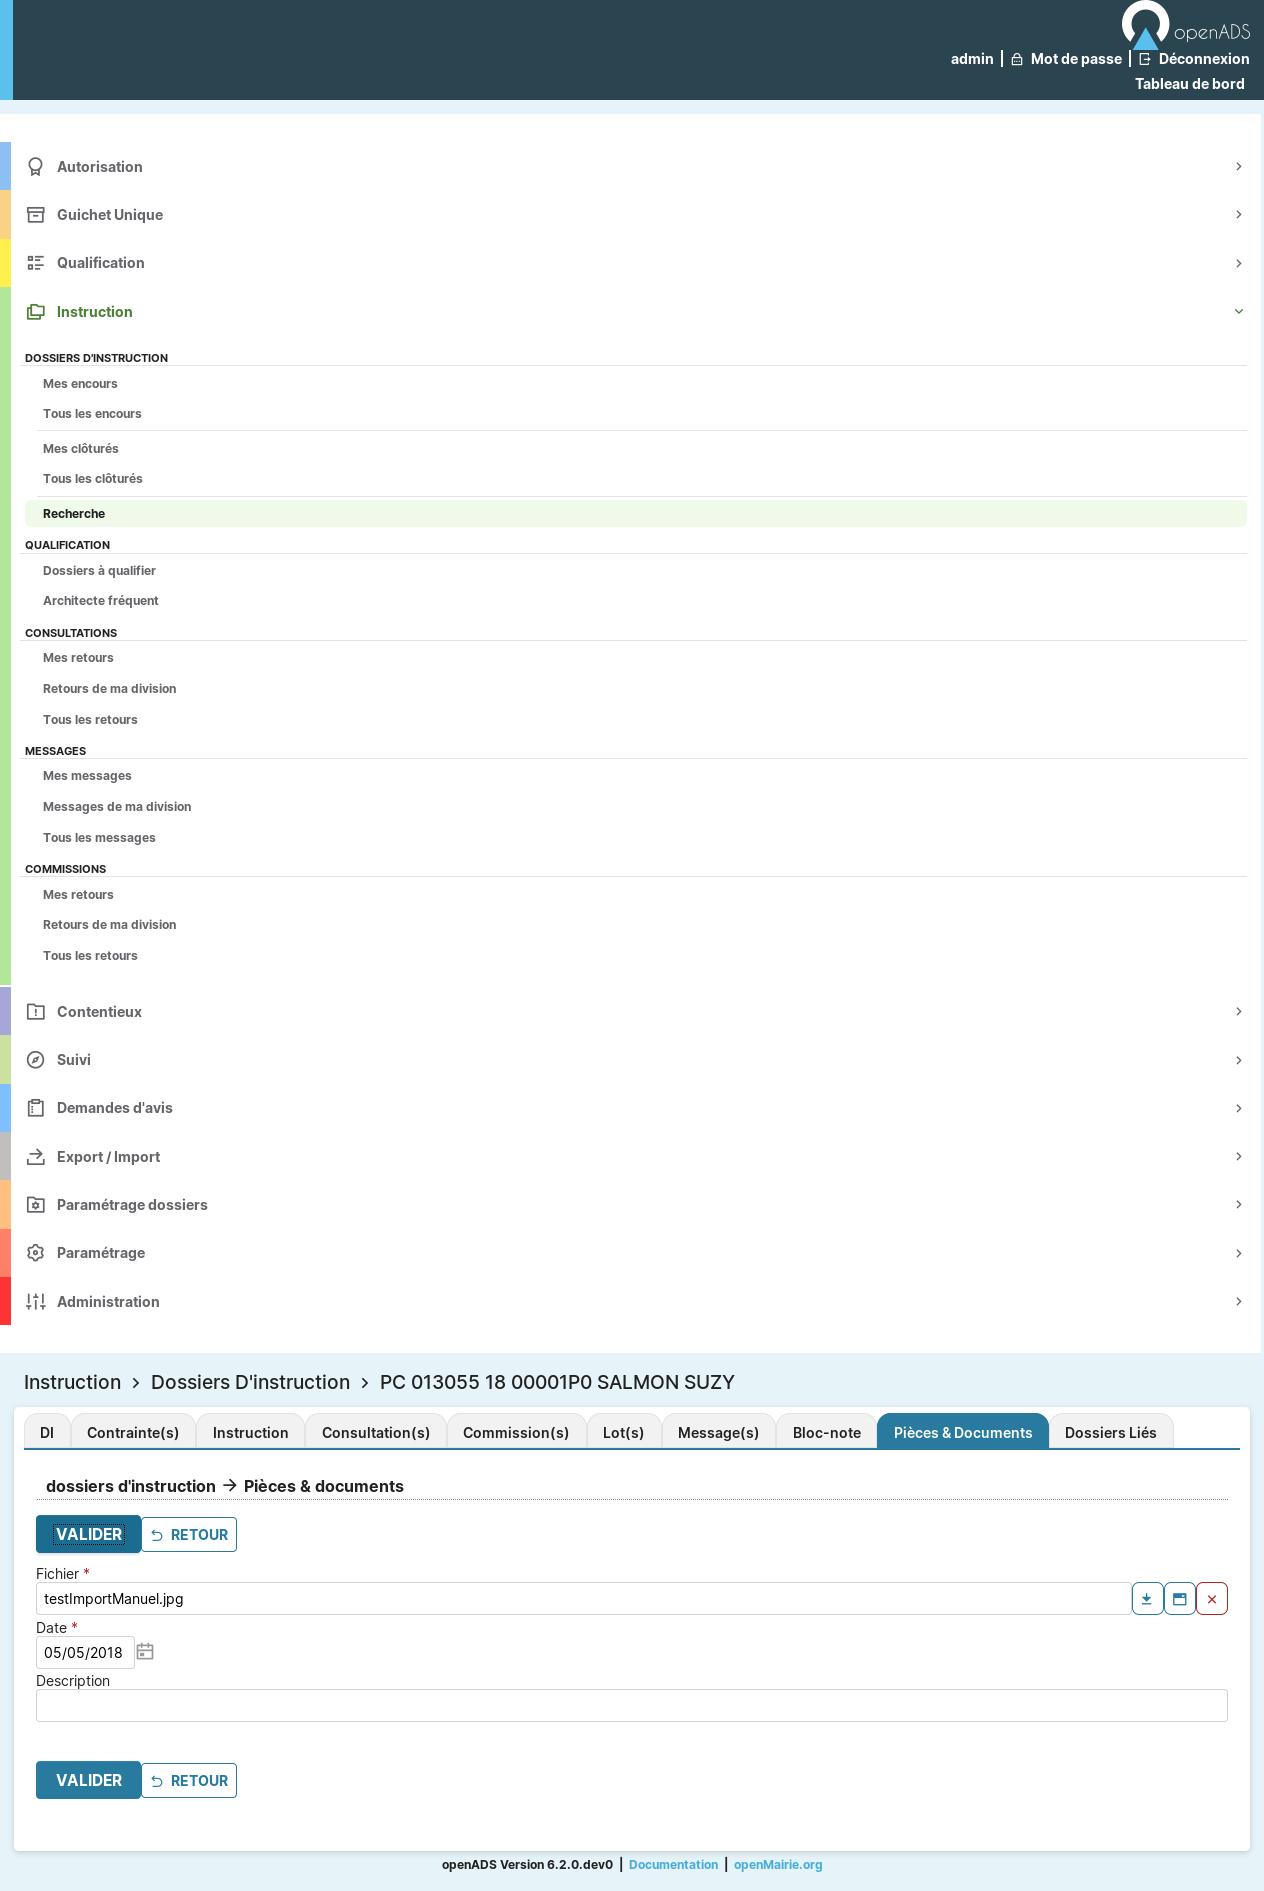 openADS
admin | Mot de passe | Déconnexion
Tableau de bord
Autorisation
Guichet Unique
Qualification
Instruction
DOSSIERS D'INSTRUCTION
Mes encours
Tous les encours
Mes clôturés
Tous les clôturés
Recherche
QUALIFICATION
Dossiers à qualifier
Architecte fréquent
CONSULTATIONS
Mes retours
Retours de ma division
Tous les retours
MESSAGES
Mes messages
Messages de ma division
Tous les messages
COMMISSIONS
Mes retours
Retours de ma division
Tous les retours
Contentieux
Suivi
Demandes d'avis
Export / Import
Paramétrage dossiers
Paramétrage
Administration
Instruction > Dossiers D'instruction > PC 013055 18 00001P0 SALMON SUZY
DI Contrainte(s) Instruction Consultation(s) Commission(s) Lot(s) Message(s) Bloc-note Pièces & Documents Dossiers Liés
dossiers d'instruction → Pièces & documents
VALIDER RETOUR
Fichier *
testImportManuel.jpg
Date *
05/05/2018
Description
VALIDER RETOUR
openADS Version 6.2.0.dev0 | Documentation | openMairie.org